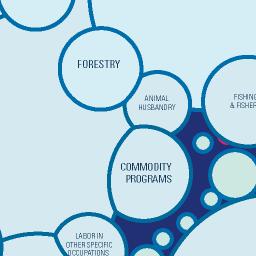 FORESTRY
ANIMAL
HUSBANDRY
FISHING
& FISHER
COMMODITY
PROGRAMS
LABOR IN
OTHER SPECIFIC
OCCUPATIONS